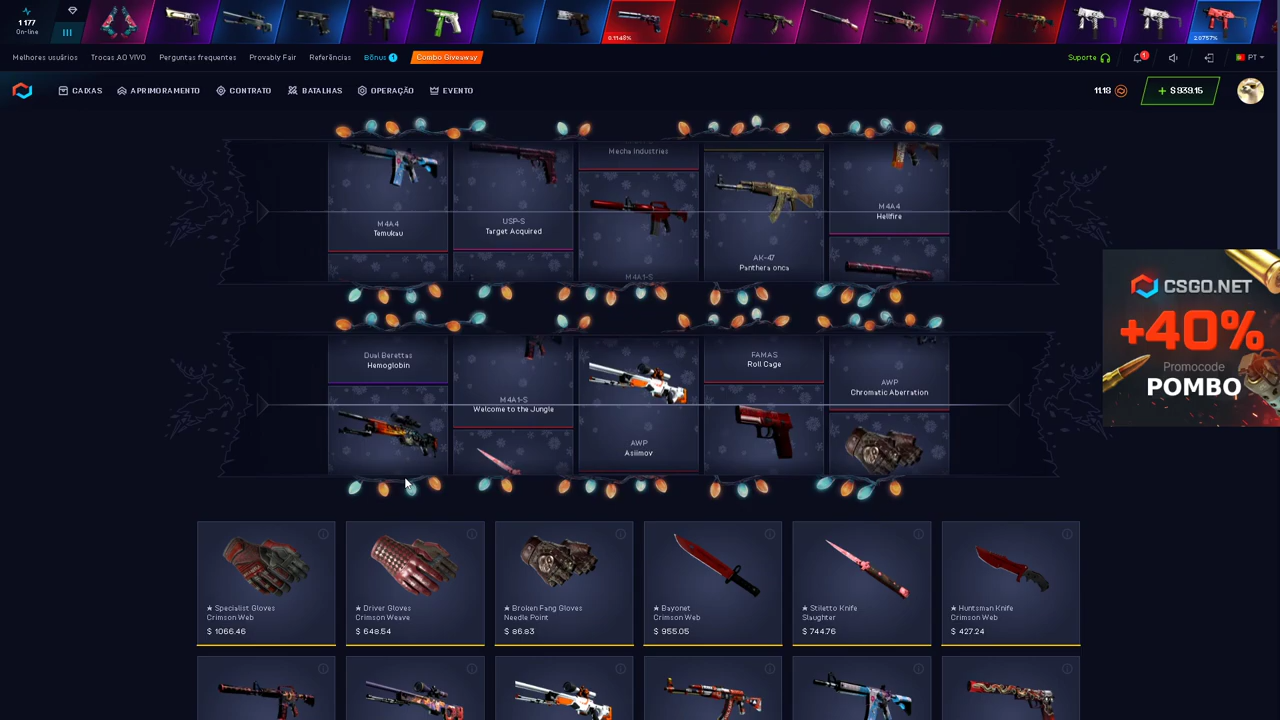 1 177
On-line
0.1148%
2.0757%
Melhores usuários
Trocas AO VIVO
Perguntas frequentes
Provably Fair
Referências
Bônus
Combo Giveaway
Suporte
1
PT
CAIXAS
APRIMORAMENTO
CONTRATO
BATALHAS
OPERAÇÃO
EVENTO
11.18
+ $ 939.15
M4A4
Temukau
USP-S
Target Acquired
Mecha Industries
M4A1-S
AK-47
Panthera onca
M4A4
Hellfire
Dual Berettas
Hemoglobin
M4A1-S
Welcome to the Jungle
AWP
Asiimov
FAMAS
Roll Cage
AWP
Chromatic Aberration
CSGO.NET
+40%
Promocode
POMBO
★ Specialist Gloves
Crimson Web
$ 1066.46
★ Driver Gloves
Crimson Weave
$ 648.54
★ Broken Fang Gloves
Needle Point
$ 86.83
★ Bayonet
Crimson Web
$ 955.05
★ Stiletto Knife
Slaughter
$ 744.76
★ Huntsman Knife
Crimson Web
$ 427.24